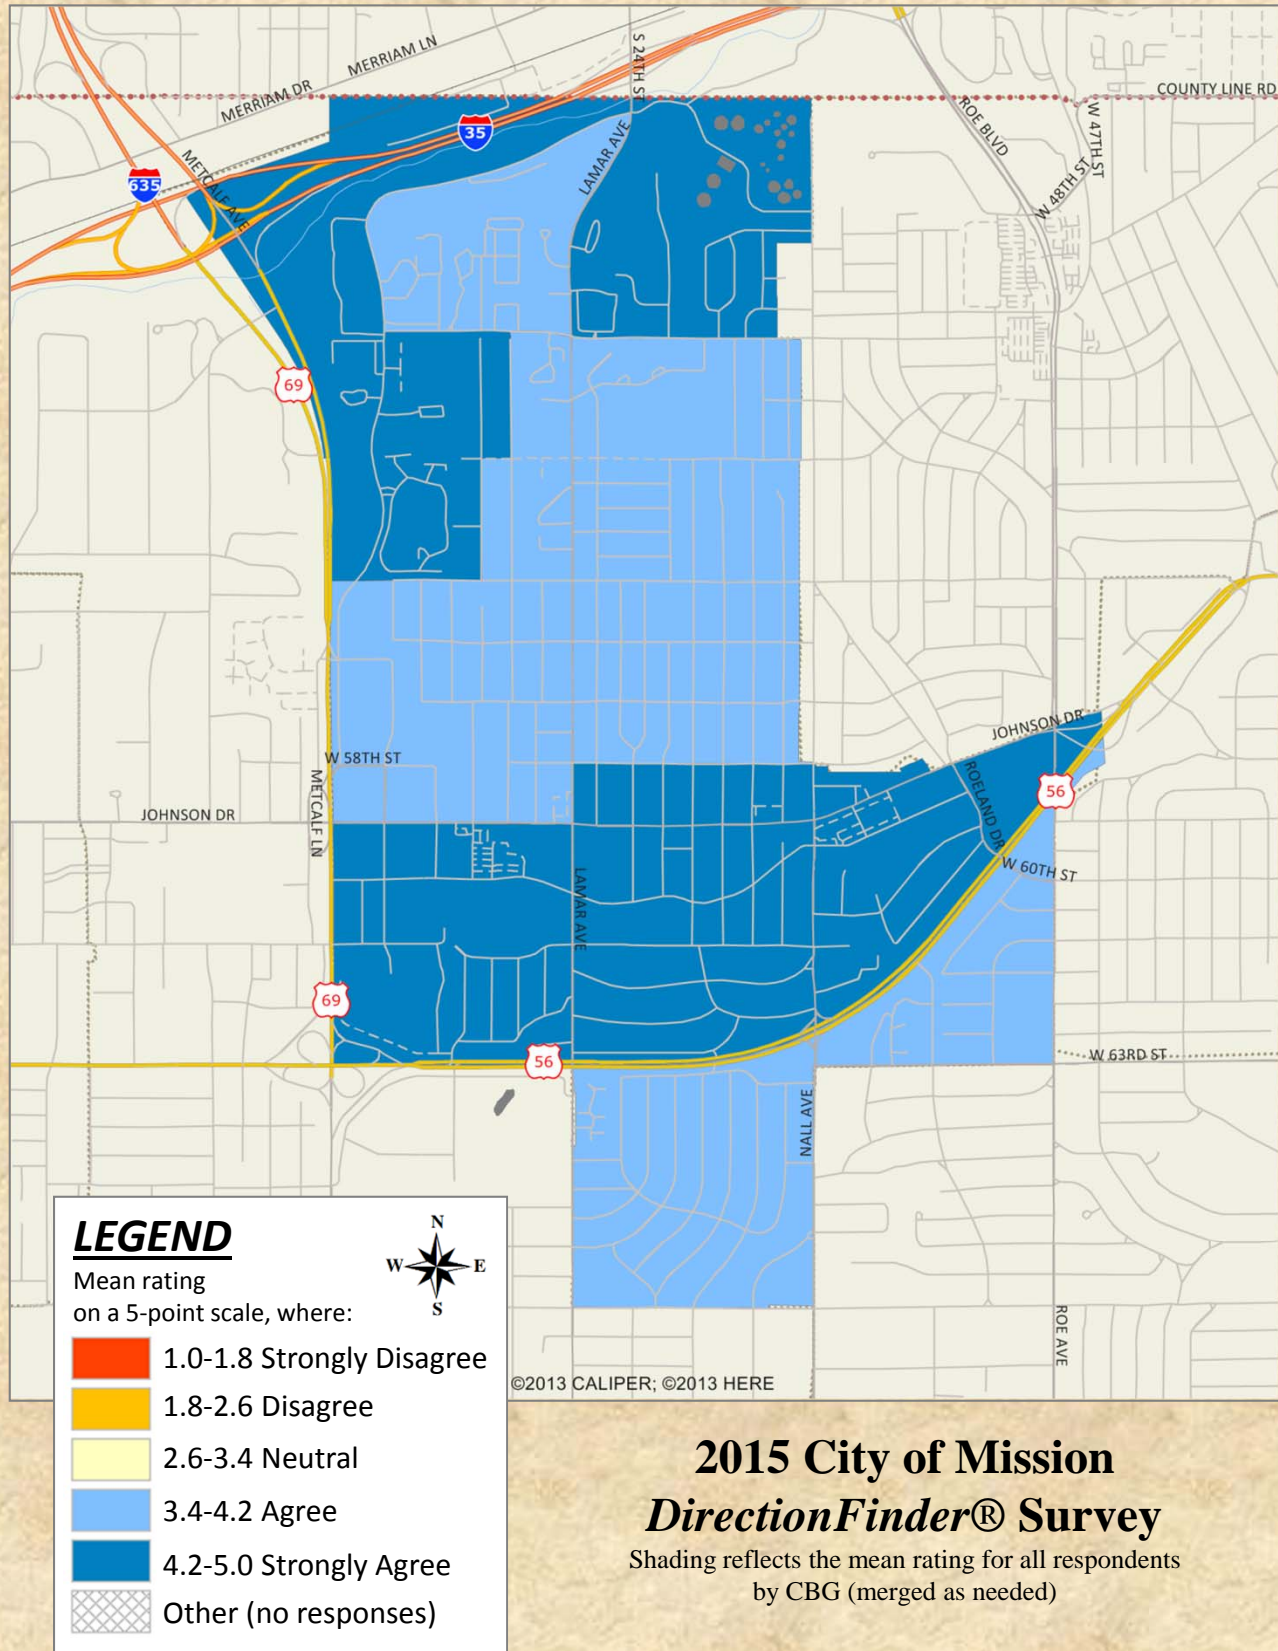 MERRIAM LN
S 24TH ST
MERRIAM DR
COUNTY LINE RD
ROE BLVD
W 47TH ST
35
LAMAR AVE
METCALF AVE
635
W 48TH ST
69
JOHNSON DR
W 58TH ST
ROELAND DR
56
METCALF LN
JOHNSON DR
W 60TH ST
LAMAR AVE
69
56
W 63RD ST
NALL AVE
ROE AVE
LEGEND
N
W E
S
Mean rating
on a 5-point scale, where:
1.0-1.8 Strongly Disagree
1.8-2.6 Disagree
2.6-3.4 Neutral
3.4-4.2 Agree
4.2-5.0 Strongly Agree
Other (no responses)
©2013 CALIPER; ©2013 HERE
2015 City of Mission
DirectionFinder® Survey
Shading reflects the mean rating for all respondents
by CBG (merged as needed)